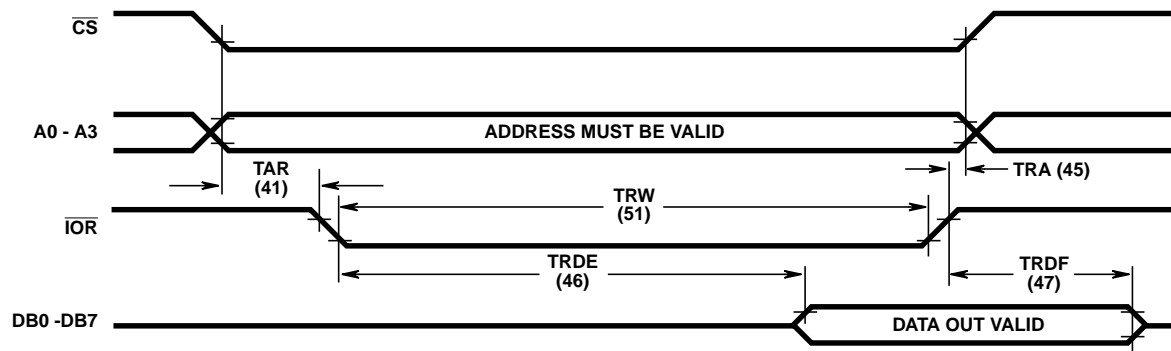 CS
A0 - A3
ADDRESS MUST BE VALID
TAR
(41)
TRA (45)
TRW
(51)
IOR
TRDE
(46)
TRDF
(47)
DB0 -DB7
DATA OUT VALID